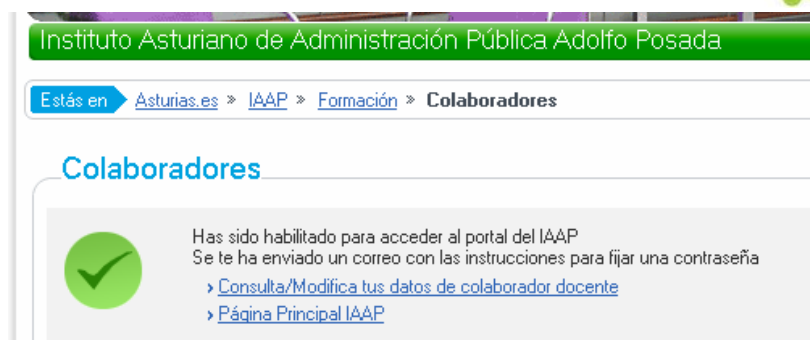 Instituto Asturiano de Administración Pública Adolfo Posada
Estás en Asturias.es » IAAP » Formación » Colaboradores
Colaboradores
Has sido habilitado para acceder al portal del IAAP
Se te ha enviado un correo con las instrucciones para fijar una contraseña
› Consulta/Modifica tus datos de colaborador docente
› Página Principal IAAP